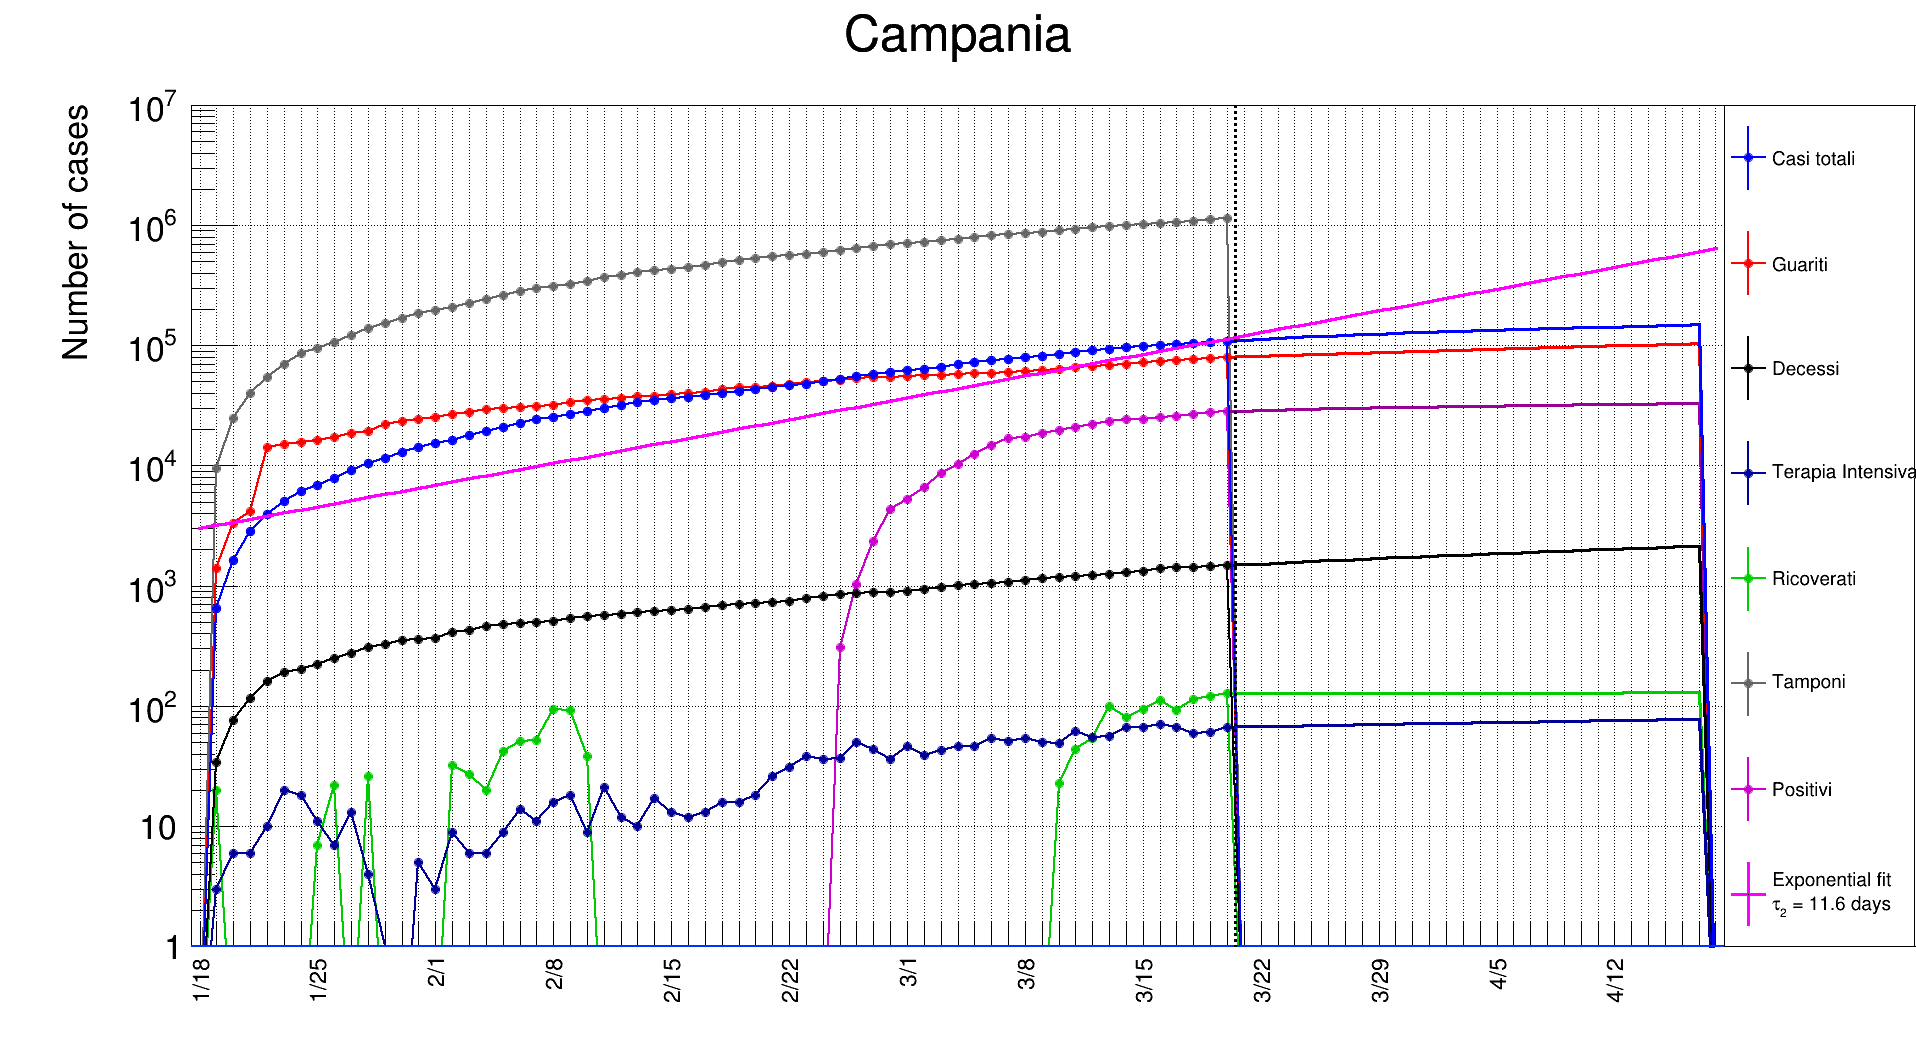 Campania
Number of cases
10^7
10^6
10^5
10^4
10^3
10^2
10
1
1/18
1/25
2/1
2/8
2/15
2/22
3/1
3/8
3/15
3/22
3/29
4/5
4/12
Casi totali
Guariti
Decessi
Terapia Intensiva
Ricoverati
Tamponi
Positivi
Exponential fit
τ₂ = 11.6 days